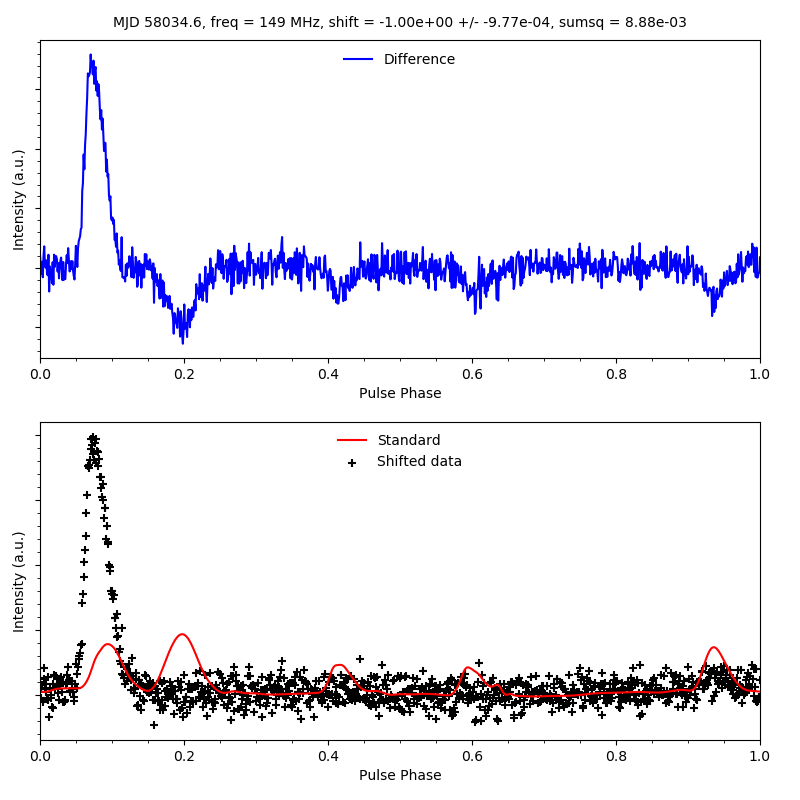 MJD 58034.6, freq = 149 MHz, shift = -1.00e+00 +/- -9.77e-04, sumsq = 8.88e-03
Difference
Intensity (a.u.)
0.0 0.2 0.4 0.6 0.8 1.0
Pulse Phase
Standard
Shifted data
Intensity (a.u.)
0.0 0.2 0.4 0.6 0.8 1.0
Pulse Phase